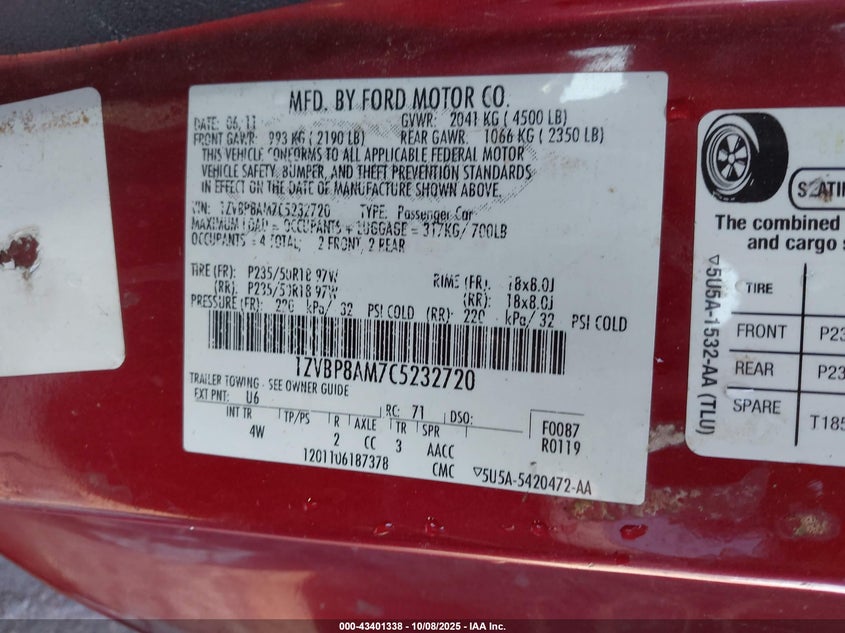 MFD. BY FORD MOTOR CO.
DATE: 06/11
GVWR: 2041 KG ( 4500 LB)
FRONT GAWR: 993 KG ( 2190 LB)
REAR GAWR: 1066 KG ( 2350 LB)
THIS VEHICLE CONFORMS TO ALL APPLICABLE FEDERAL MOTOR
VEHICLE SAFETY, BUMPER, AND THEFT PREVENTION STANDARDS
IN EFFECT ON THE DATE OF MANUFACTURE SHOWN ABOVE.
VIN: 1ZVBP8AM7C5232720 TYPE: Passenger Car
MAXIMUM LOAD = OCCUPANTS + LUGGAGE = 317KG/ 700LB
OCCUPANTS = 4 TOTAL; 2 FRONT, 2 REAR
TIRE (FR): P235/50R18 97W RIMS (FR): 18x8.0J
(RR): P235/50R18 97W (RR): 18x8.0J
PRESSURE (FR): 220 kPa/ 32 PSI COLD (RR): 220 kPa/ 32 PSI COLD
1ZVBP8AM7C5232720
TRAILER TOWING - SEE OWNER GUIDE
EXT PNT: U6 RC: 71 DSO:
INT TR TP/PS R AXLE TR SPR F0087
4W 2 CC 3 AACC R0119
1201106187378 CMC ▽5U5A-5420472-AA
▽5U5A-1532-AA (TLU)
SEATI
The combined
and cargo
TIRE
FRONT P23
REAR P23
SPARE T185
000-43401338 - 10/08/2025 - IAA Inc.